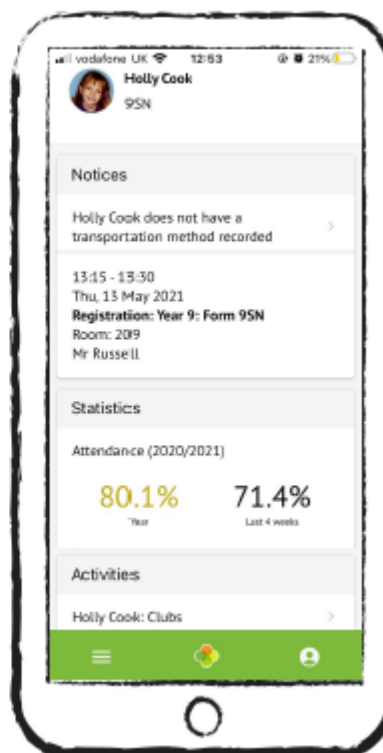 vodafone UK 12:53 21%
Holly Cook
9SN
Notices
Holly Cook does not have a
transportation method recorded
13:15 - 13:30
Thu, 13 May 2021
Registration: Year 9: Form 9SN
Room: 209
Mr Russell
Statistics
Attendance (2020/2021)
80.1% 71.4%
Year Last 4 weeks
Activities
Holly Cook: Clubs